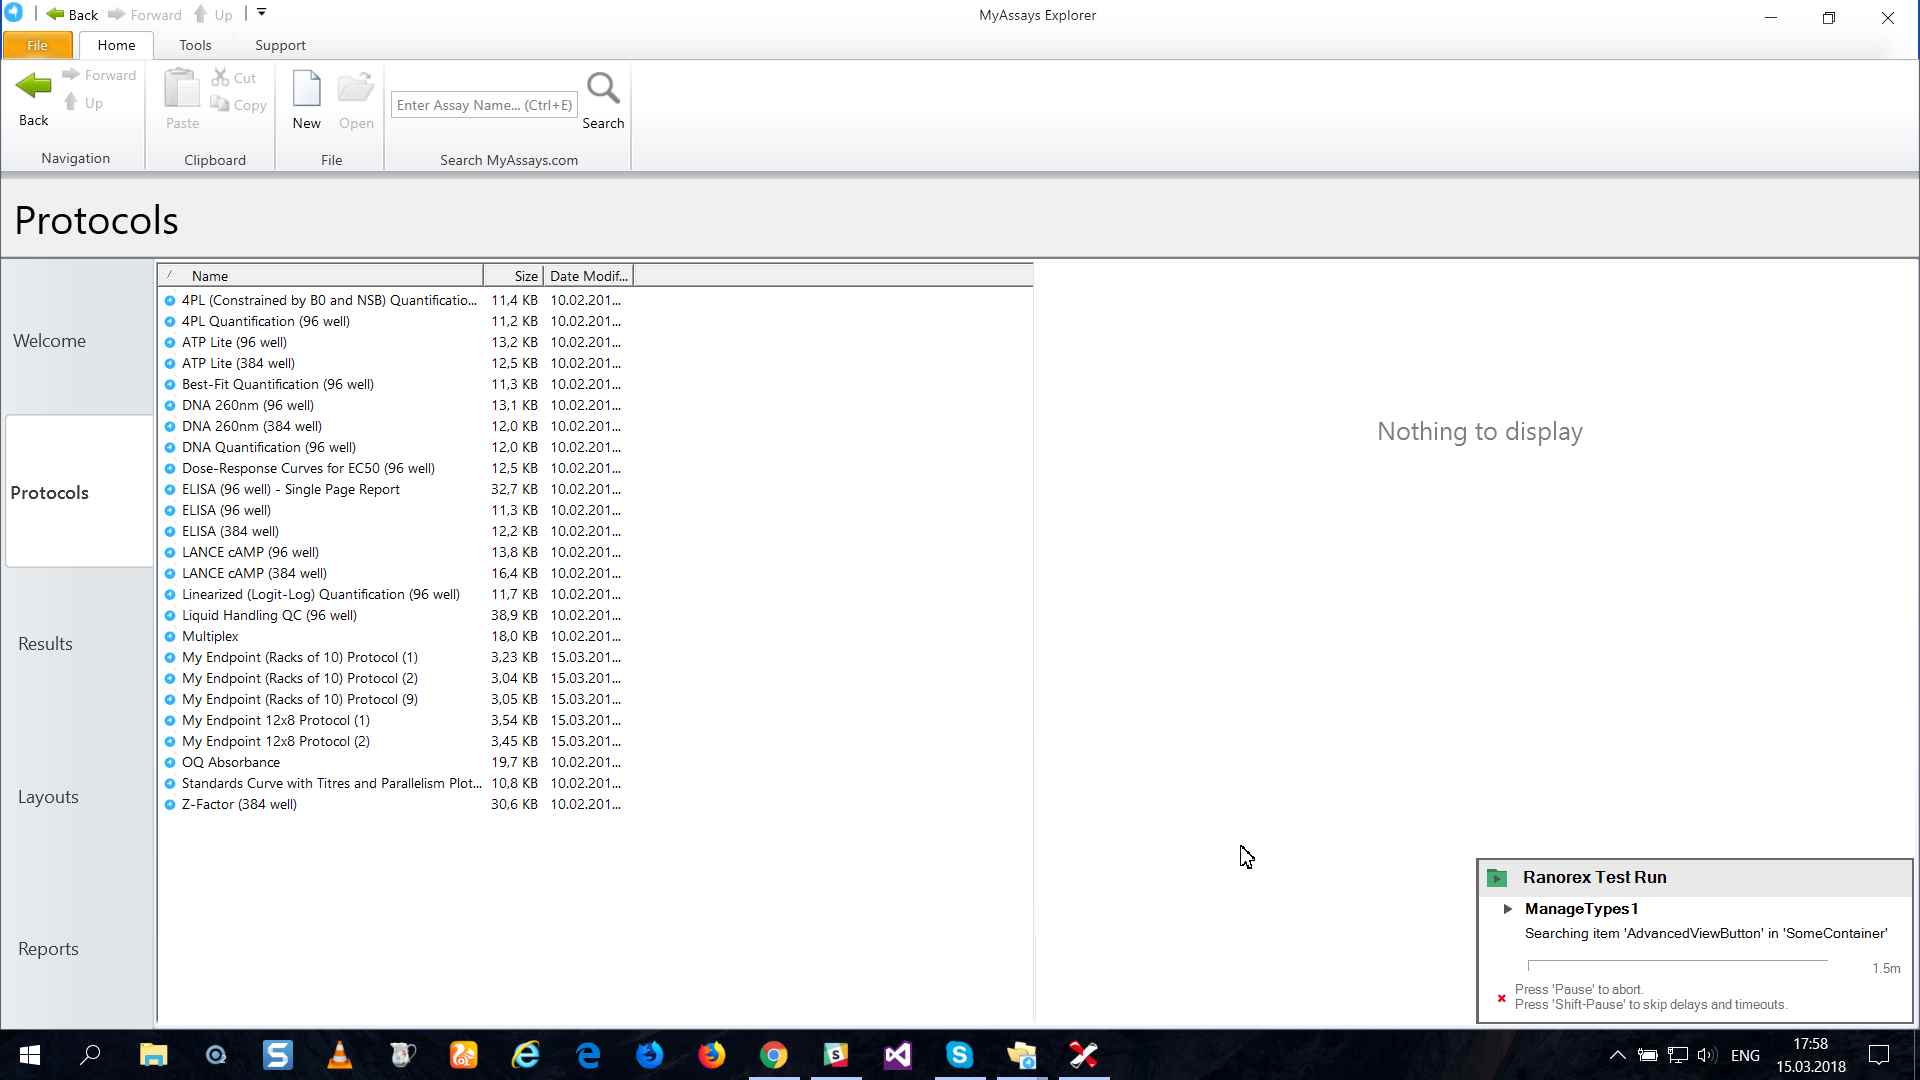 Back Forward Up MyAssays Explorer
File Home Tools Support
Back Forward Up Navigation
Paste Cut Copy Clipboard
New Open File
Enter Assay Name... (Ctrl+E) Search Search MyAssays.com
Protocols
Welcome
Protocols
Results
Layouts
Reports
Name Size Date Modif...
4PL (Constrained by B0 and NSB) Quantificatio... 11,4 KB 10.02.201...
4PL Quantification (96 well) 11,2 KB 10.02.201...
ATP Lite (96 well) 13,2 KB 10.02.201...
ATP Lite (384 well) 12,5 KB 10.02.201...
Best-Fit Quantification (96 well) 11,3 KB 10.02.201...
DNA 260nm (96 well) 13,1 KB 10.02.201...
DNA 260nm (384 well) 12,0 KB 10.02.201...
DNA Quantification (96 well) 12,0 KB 10.02.201...
Dose-Response Curves for EC50 (96 well) 12,5 KB 10.02.201...
ELISA (96 well) - Single Page Report 32,7 KB 10.02.201...
ELISA (96 well) 11,3 KB 10.02.201...
ELISA (384 well) 12,2 KB 10.02.201...
LANCE cAMP (96 well) 13,8 KB 10.02.201...
LANCE cAMP (384 well) 16,4 KB 10.02.201...
Linearized (Logit-Log) Quantification (96 well) 11,7 KB 10.02.201...
Liquid Handling QC (96 well) 38,9 KB 10.02.201...
Multiplex 18,0 KB 10.02.201...
My Endpoint (Racks of 10) Protocol (1) 3,23 KB 15.03.201...
My Endpoint (Racks of 10) Protocol (2) 3,04 KB 15.03.201...
My Endpoint (Racks of 10) Protocol (9) 3,05 KB 15.03.201...
My Endpoint 12x8 Protocol (1) 3,54 KB 15.03.201...
My Endpoint 12x8 Protocol (2) 3,45 KB 15.03.201...
OQ Absorbance 19,7 KB 10.02.201...
Standards Curve with Titres and Parallelism Plot... 10,8 KB 10.02.201...
Z-Factor (384 well) 30,6 KB 10.02.201...
Nothing to display
Ranorex Test Run
ManageTypes1
Searching item 'AdvancedViewButton' in 'SomeContainer'
1.5m
Press 'Pause' to abort.
Press 'Shift-Pause' to skip delays and timeouts.
ENG 17:58
15.03.2018